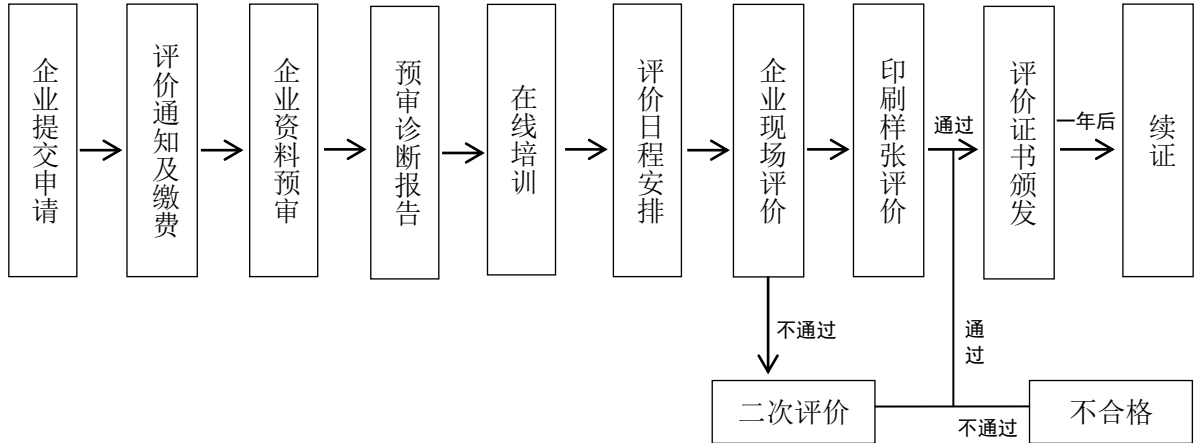 企业提交申请
评价通知及缴费
企业资料预审
预审诊断报告
在线培训
评价日程安排
企业现场评价
印刷样张评价
通过
评价证书颁发
一年后
续证
不通过
通过
二次评价
不通过
不合格